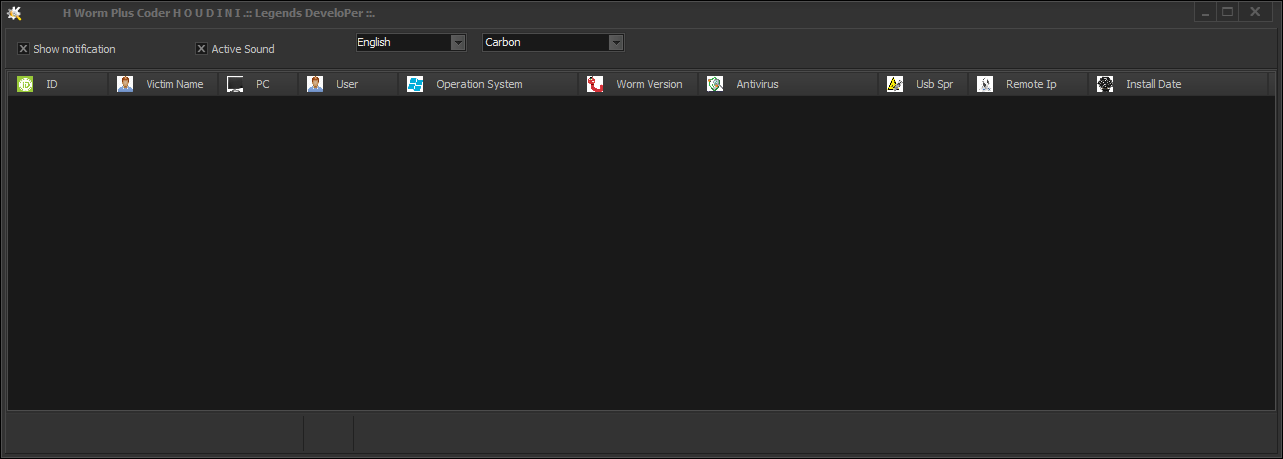 H Worm Plus Coder H O U D I N I .:: Legends DeveloPer ::.
Show notification Active Sound English Carbon
ID Victim Name PC User Operation System Worm Version Antivirus Usb Spr Remote Ip Install Date